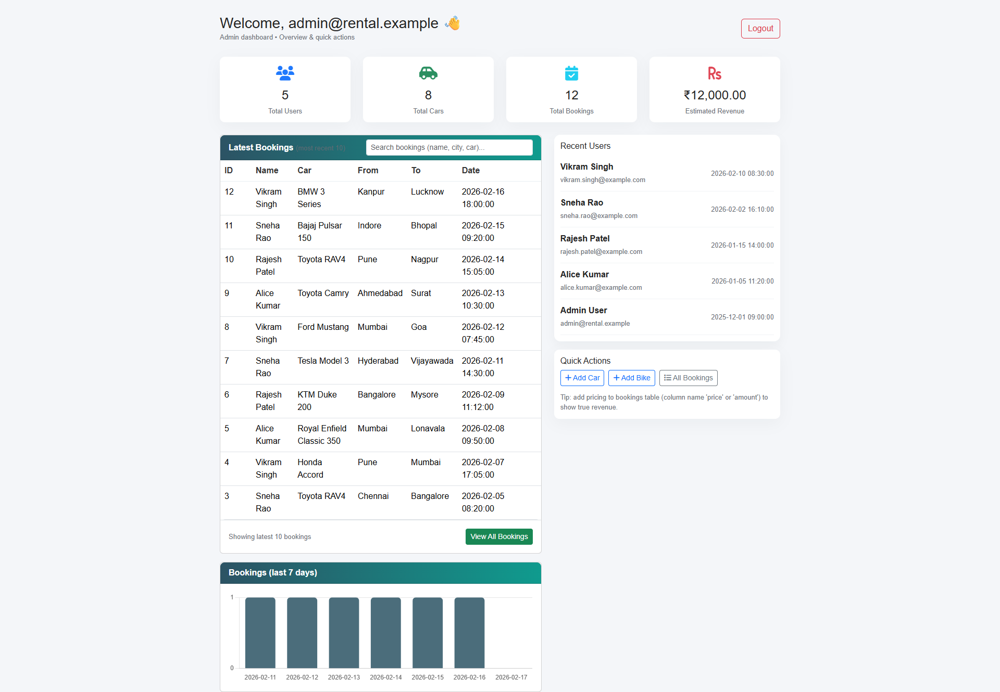 Welcome, admin@rental.example 👋
Admin dashboard • Overview & quick actions
Logout
5
Total Users
8
Total Cars
12
Total Bookings
Rs
₹12,000.00
Estimated Revenue
Latest Bookings (most recent 10)
Search bookings (name, city, car)...
ID Name Car From To Date
12 Vikram BMW 3 Kanpur Lucknow 2026-02-16
Singh Series 18:00:00
11 Sneha Bajaj Pulsar Indore Bhopal 2026-02-15
Rao 150 09:20:00
10 Rajesh Toyota RAV4 Pune Nagpur 2026-02-14
Patel 15:05:00
9 Alice Toyota Camry Ahmedabad Surat 2026-02-13
Kumar 10:30:00
8 Vikram Ford Mustang Mumbai Goa 2026-02-12
Singh 07:45:00
7 Sneha Tesla Model 3 Hyderabad Vijayawada 2026-02-11
Rao 14:30:00
6 Rajesh KTM Duke Bangalore Mysore 2026-02-09
Patel 200 11:12:00
5 Alice Royal Enfield Mumbai Lonavala 2026-02-08
Kumar Classic 350 09:50:00
4 Vikram Honda Pune Mumbai 2026-02-07
Singh Accord 17:05:00
3 Sneha Toyota RAV4 Chennai Bangalore 2026-02-05
Rao 08:20:00
Showing latest 10 bookings
View All Bookings
Bookings (last 7 days)
1
0
2026-02-11 2026-02-12 2026-02-13 2026-02-14 2026-02-15 2026-02-16 2026-02-17
Recent Users
Vikram Singh
vikram.singh@example.com
2026-02-10 08:30:00
Sneha Rao
sneha.rao@example.com
2026-02-02 16:10:00
Rajesh Patel
rajesh.patel@example.com
2026-01-15 14:00:00
Alice Kumar
alice.kumar@example.com
2026-01-05 11:20:00
Admin User
admin@rental.example
2025-12-01 09:00:00
Quick Actions
+ Add Car
+ Add Bike
All Bookings
Tip: add pricing to bookings table (column name 'price' or 'amount') to
show true revenue.